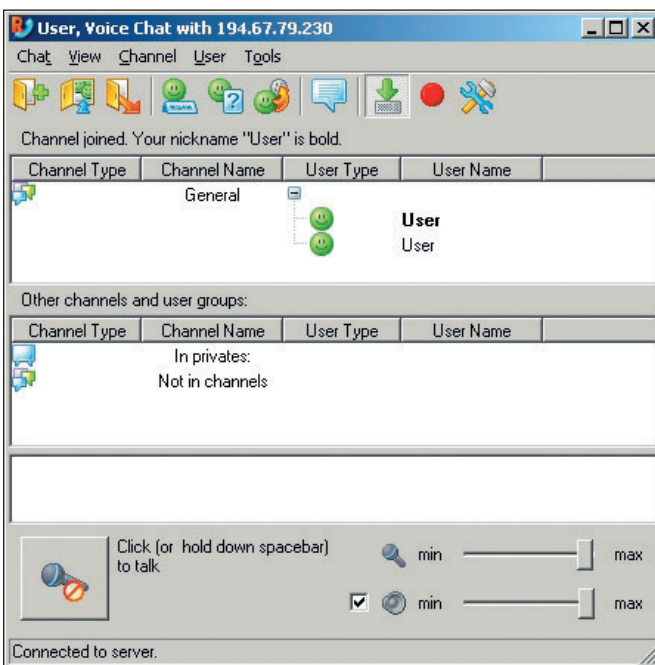 User, Voice Chat with 194.67.79.230
Chat View Channel User Tools
Channel joined. Your nickname "User" is bold.
Channel Type Channel Name User Type User Name
General
User
User
Other channels and user groups:
Channel Type Channel Name User Type User Name
In privates:
Not in channels
Click (or hold down spacebar)
to talk
min max
min max
Connected to server.